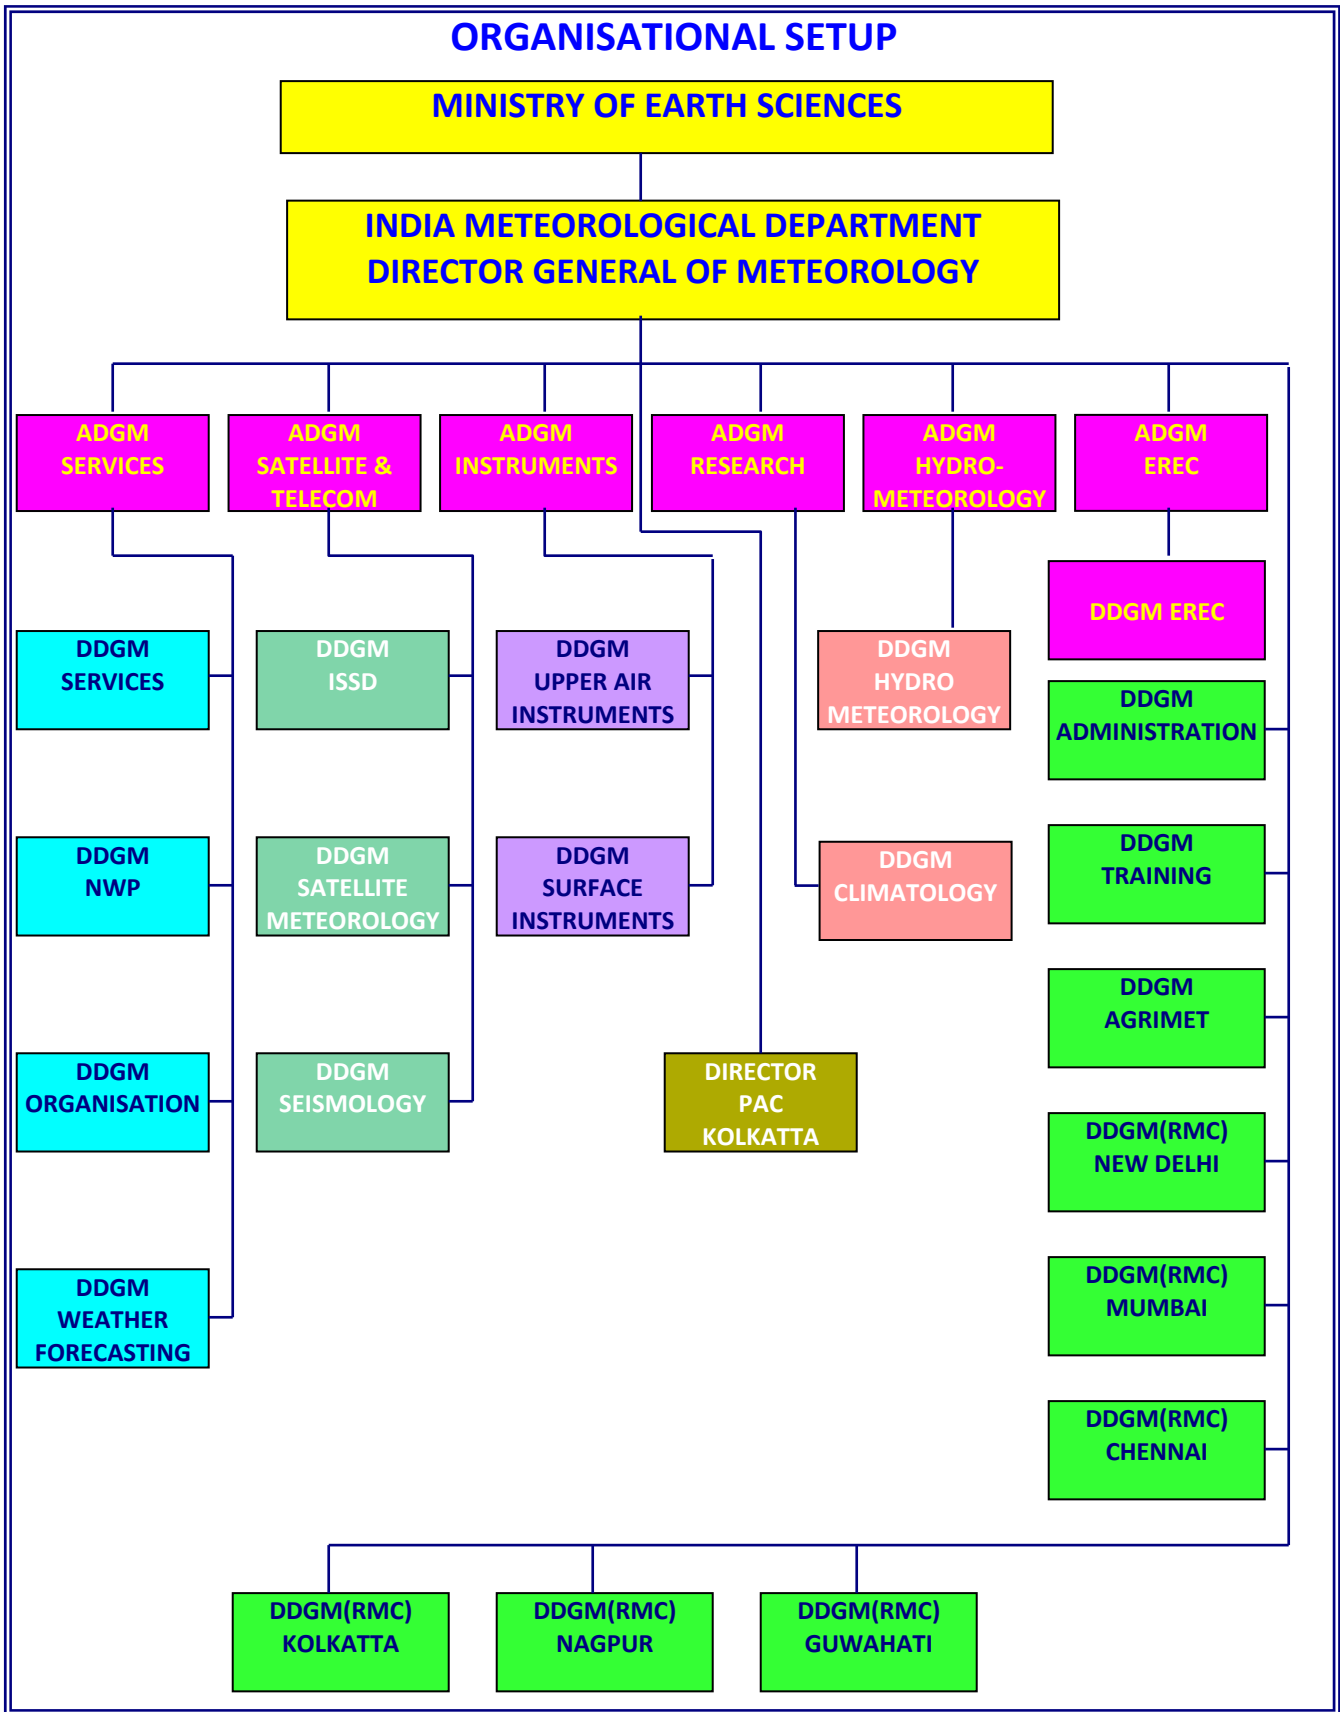 ORGANISATIONAL SETUP
MINISTRY OF EARTH SCIENCES
INDIA METEOROLOGICAL DEPARTMENT
DIRECTOR GENERAL OF METEOROLOGY
ADGM
SERVICES
ADGM
SATELLITE &
TELECOM
ADGM
INSTRUMENTS
ADGM
RESEARCH
ADGM
HYDRO-
METEOROLOGY
ADGM
EREC
DDGM EREC
DDGM
SERVICES
DDGM
ISSD
DDGM
UPPER AIR
INSTRUMENTS
DDGM
HYDRO
METEOROLOGY
DDGM
ADMINISTRATION
DDGM
NWP
DDGM
SATELLITE
METEOROLOGY
DDGM
SURFACE
INSTRUMENTS
DDGM
CLIMATOLOGY
DDGM
TRAINING
DDGM
AGRIMET
DDGM
ORGANISATION
DDGM
SEISMOLOGY
DIRECTOR
PAC
KOLKATTA
DDGM(RMC)
NEW DELHI
DDGM
WEATHER
FORECASTING
DDGM(RMC)
MUMBAI
DDGM(RMC)
CHENNAI
DDGM(RMC)
KOLKATTA
DDGM(RMC)
NAGPUR
DDGM(RMC)
GUWAHATI